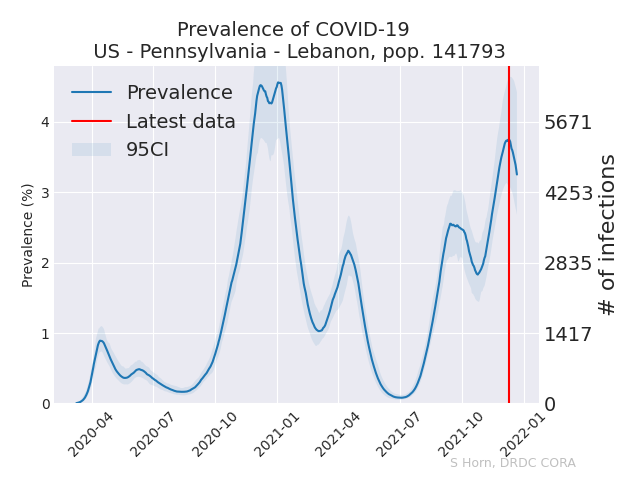 Prevalence of COVID-19
US - Pennsylvania - Lebanon, pop. 141793
Prevalence
Latest data
95CI
Prevalence (%)
4
3
2
1
0
5671
4253
2835
1417
0
# of infections
2020-04
2020-07
2020-10
2021-01
2021-04
2021-07
2021-10
2022-01
S Horn, DRDC CORA